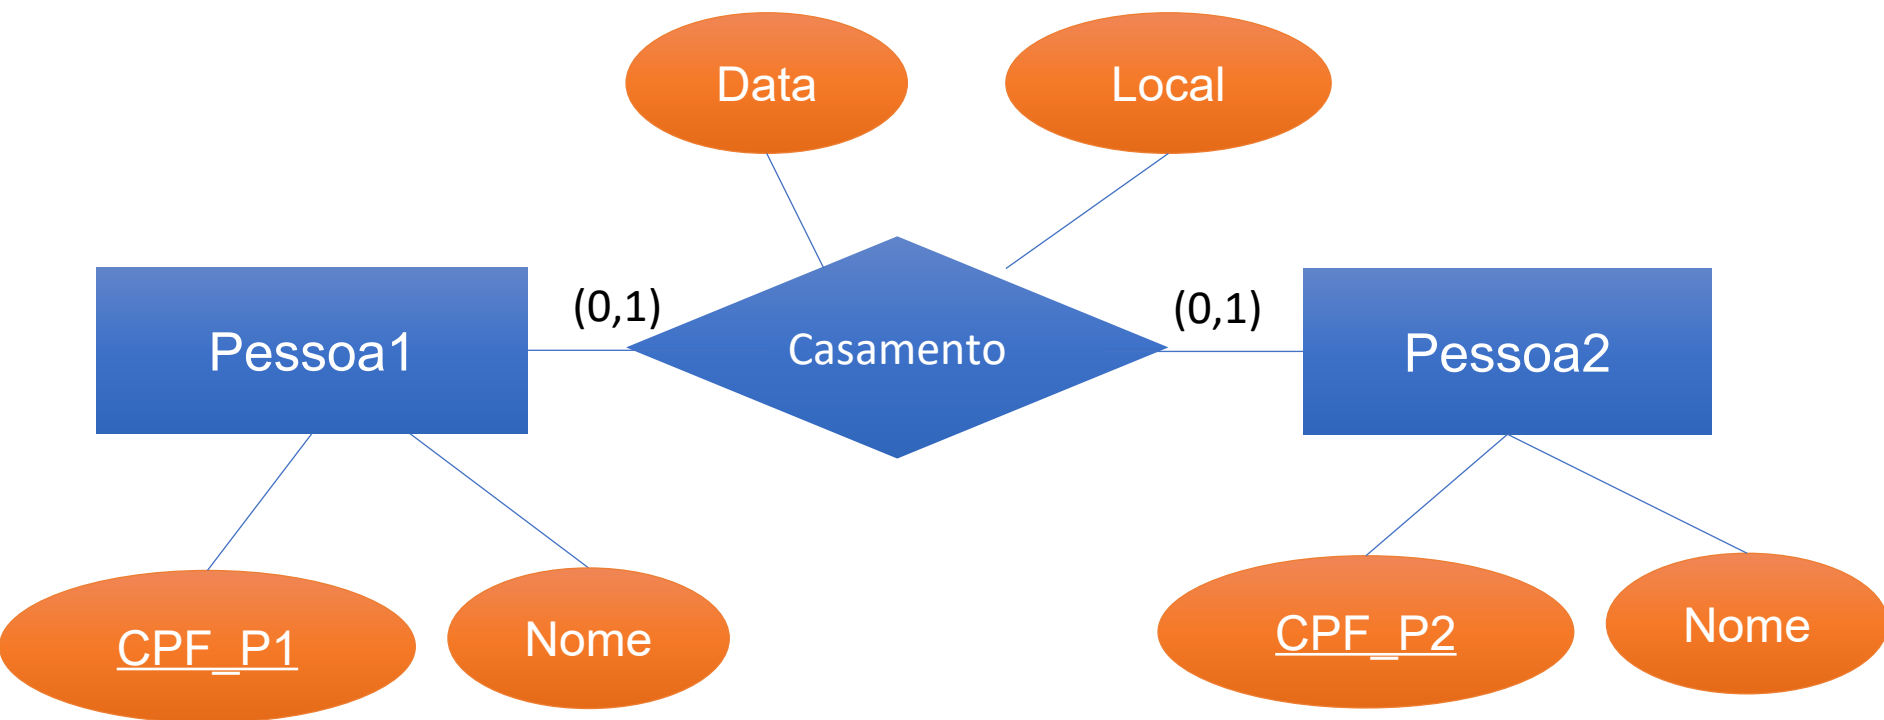 Data
Local
(0,1)
(0,1)
Pessoa1
Casamento
Pessoa2
CPF_P1
Nome
CPF_P2
Nome